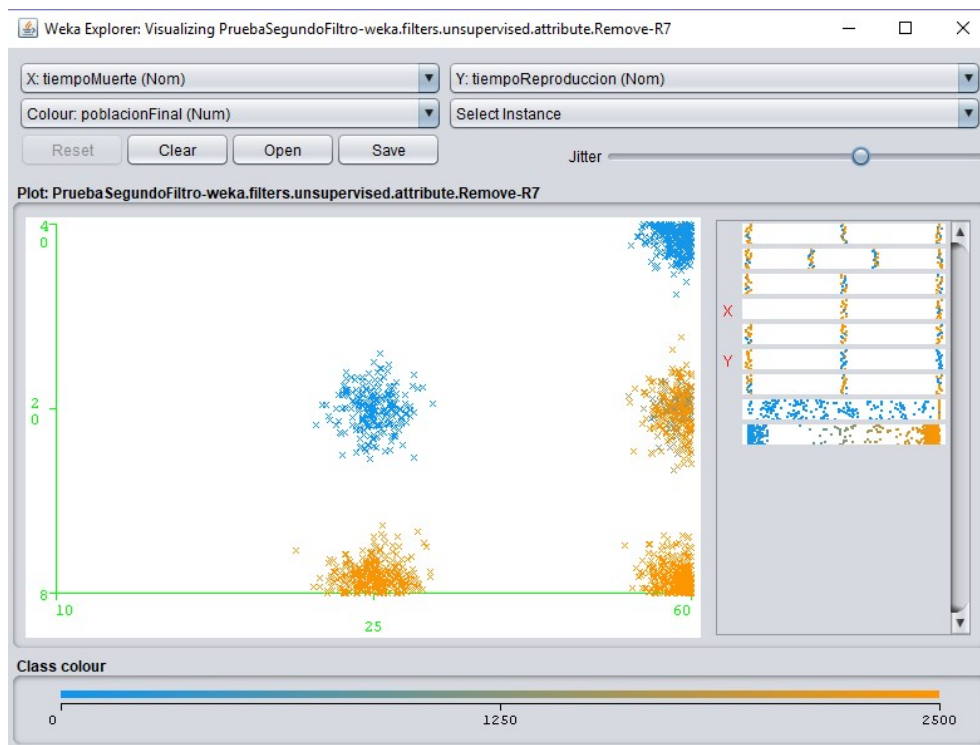 Weka Explorer: Visualizing PruebaSegundoFiltro-weka.filters.unsupervised.attribute.Remove-R7
X: tiempoMuerte (Nom)
Y: tiempoReproduccion (Nom)
Colour: poblacionFinal (Num)
Select Instance
Reset
Clear
Open
Save
Jitter
Plot: PruebaSegundoFiltro-weka.filters.unsupervised.attribute.Remove-R7
4
0
2
0
8
10
25
60
X
Y
Class colour
0
1250
2500